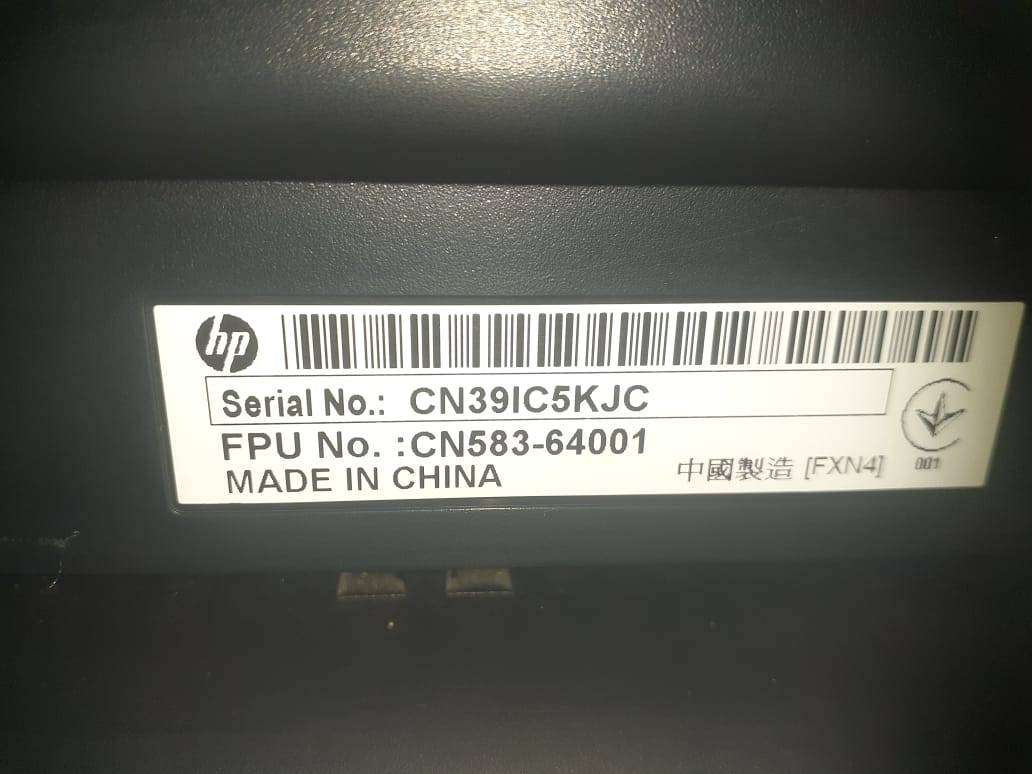 hp
Serial No.: CN39IC5KJC
FPU No. :CN583-64001
MADE IN CHINA
中國製造 [FXN4]
001